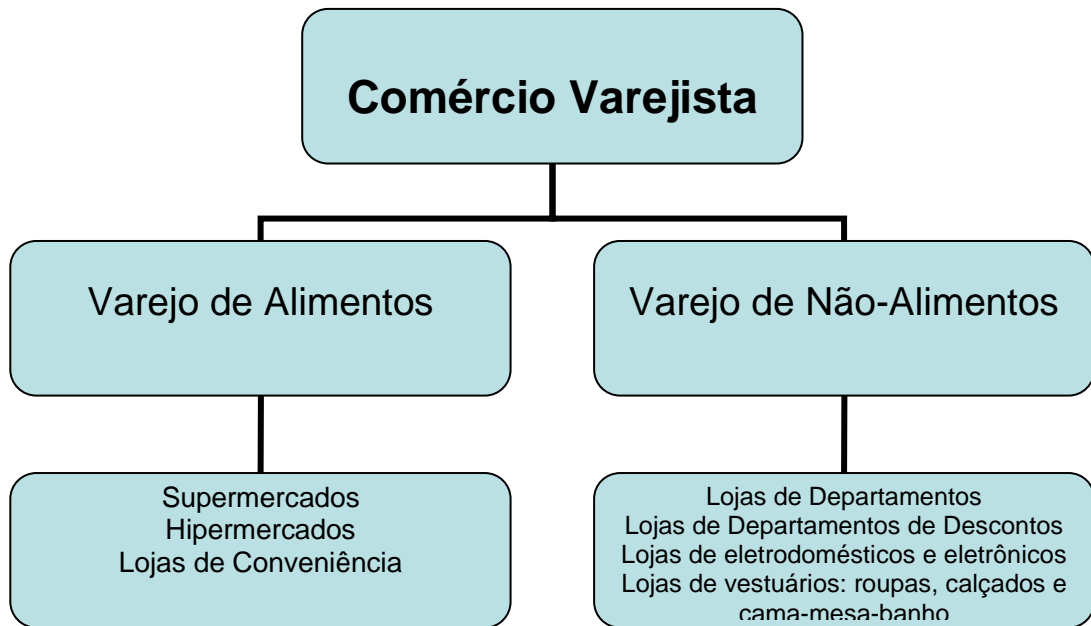 Comércio Varejista
Varejo de Alimentos
Varejo de Não-Alimentos
Supermercados
Hipermercados
Lojas de Conveniência
Lojas de Departamentos
Lojas de Departamentos de Descontos
Lojas de eletrodomésticos e eletrônicos
Lojas de vestuários: roupas, calçados e
cama-mesa-banho